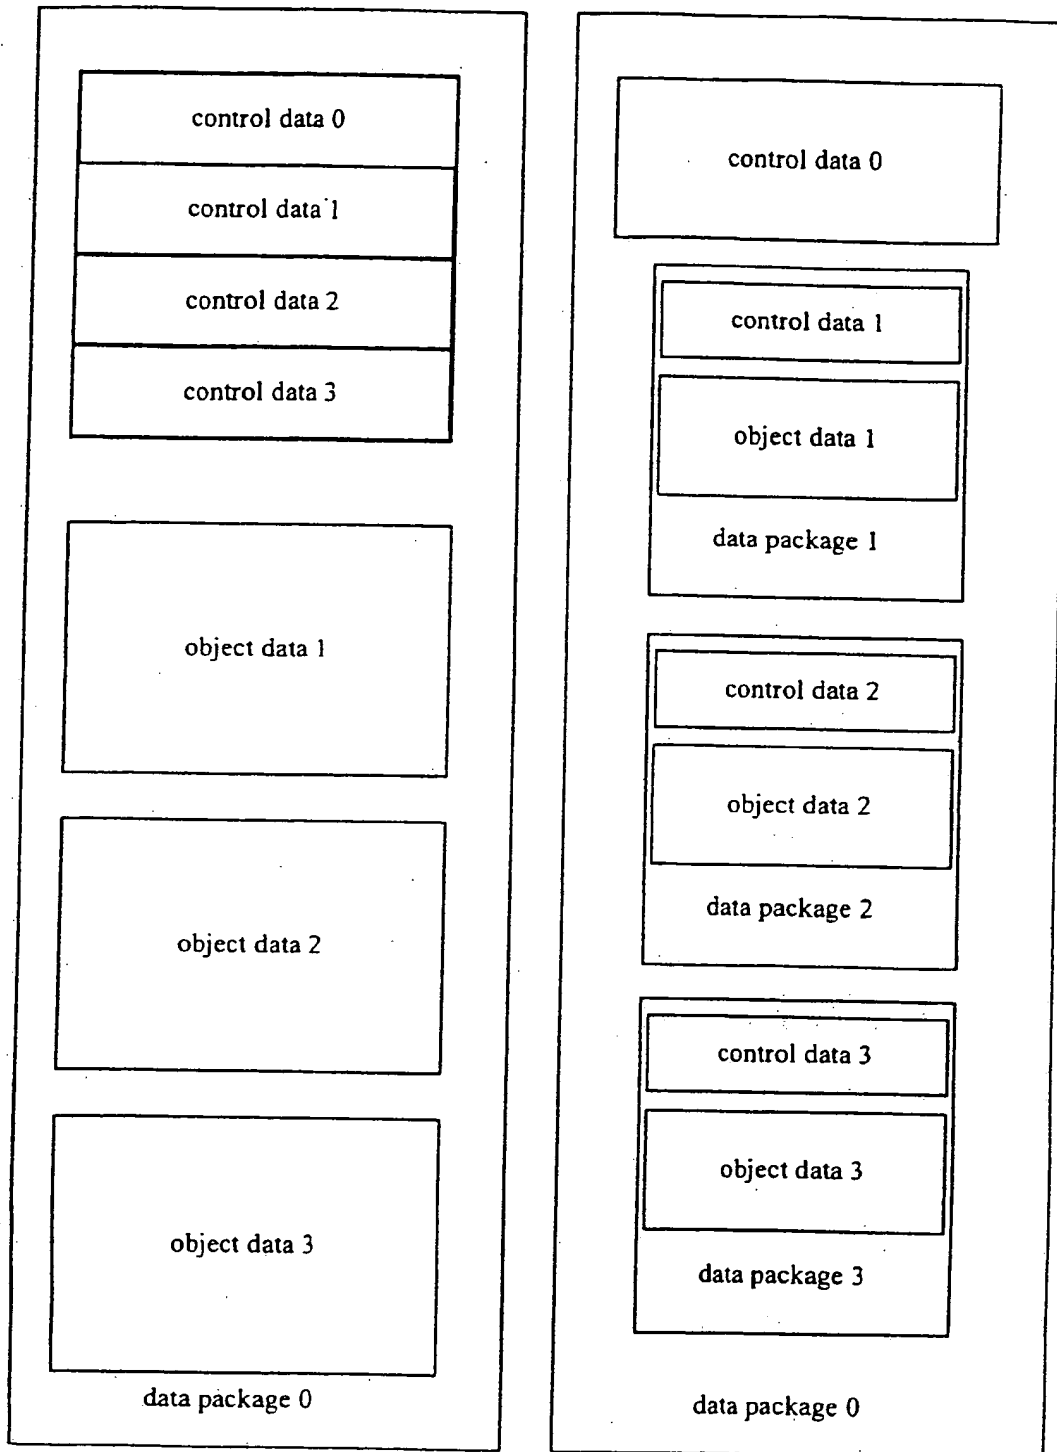 control data 0
control data 1
control data 2
control data 3
object data 1
object data 2
object data 3
data package 0
control data 0
control data 1
object data 1
data package 1
control data 2
object data 2
data package 2
control data 3
object data 3
data package 3
data package 0